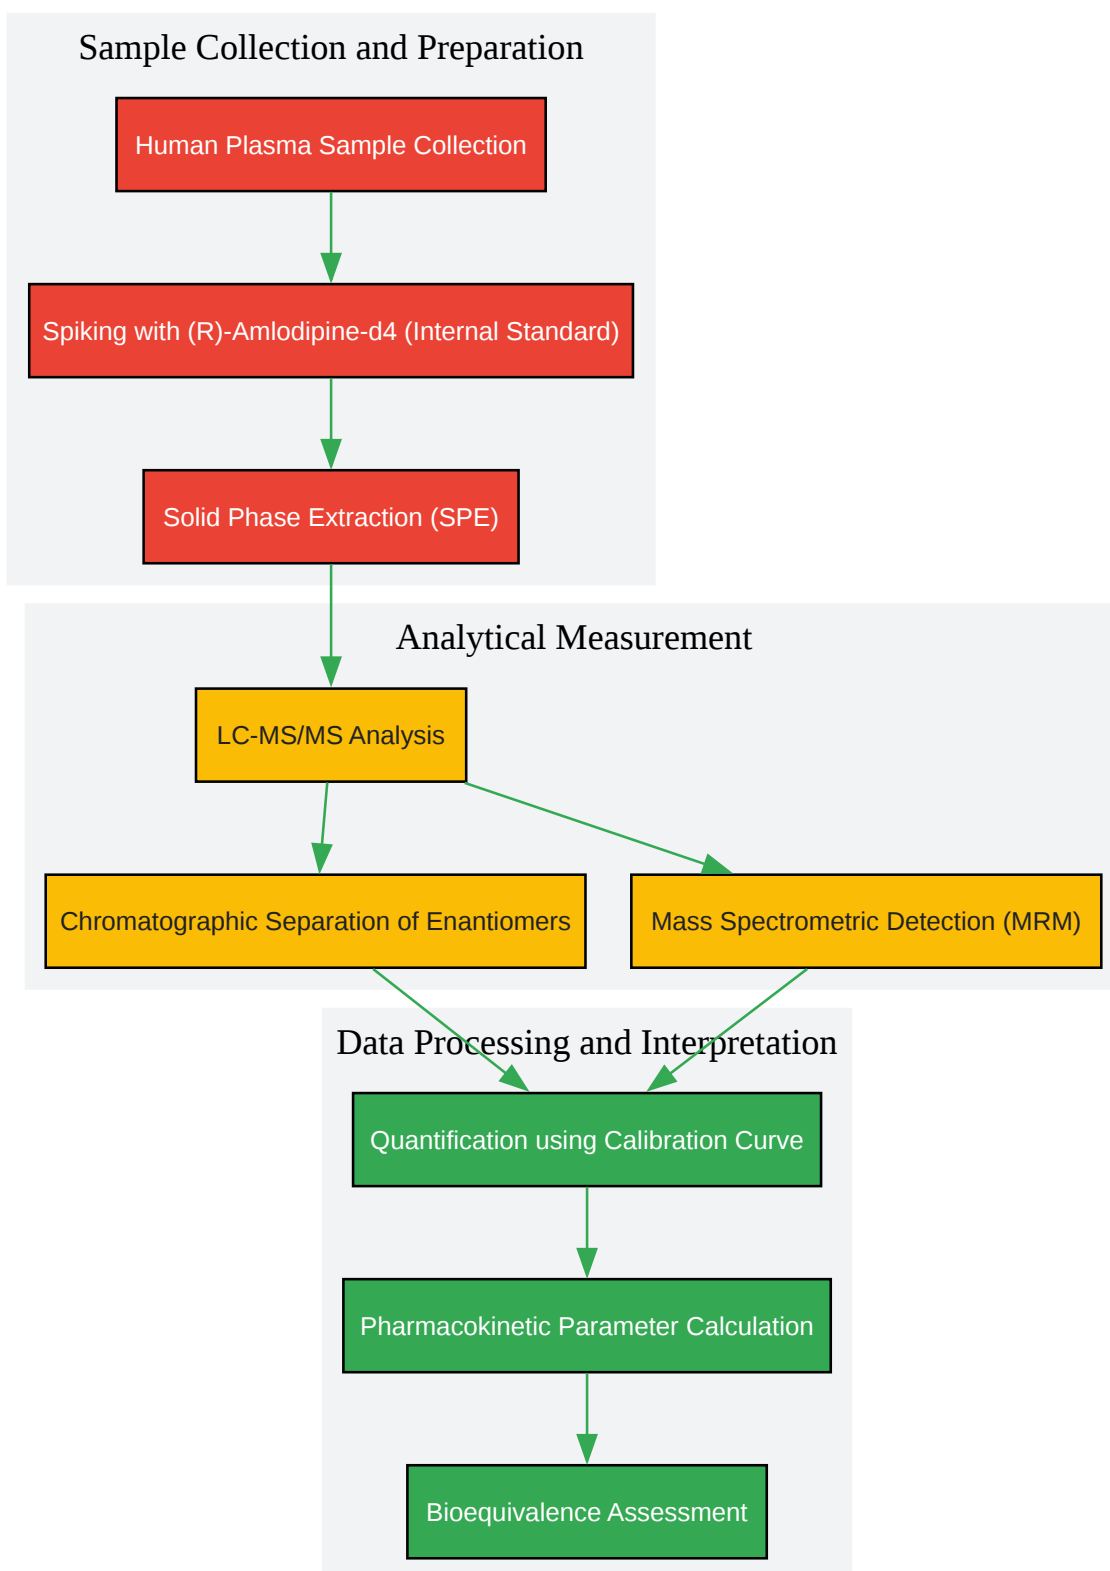 Sample Collection and Preparation
Human Plasma Sample Collection
Spiking with (R)-Amlodipine-d4 (Internal Standard)
Solid Phase Extraction (SPE)
Analytical Measurement
LC-MS/MS Analysis
Chromatographic Separation of Enantiomers
Mass Spectrometric Detection (MRM)
Data Processing and Interpretation
Quantification using Calibration Curve
Pharmacokinetic Parameter Calculation
Bioequivalence Assessment